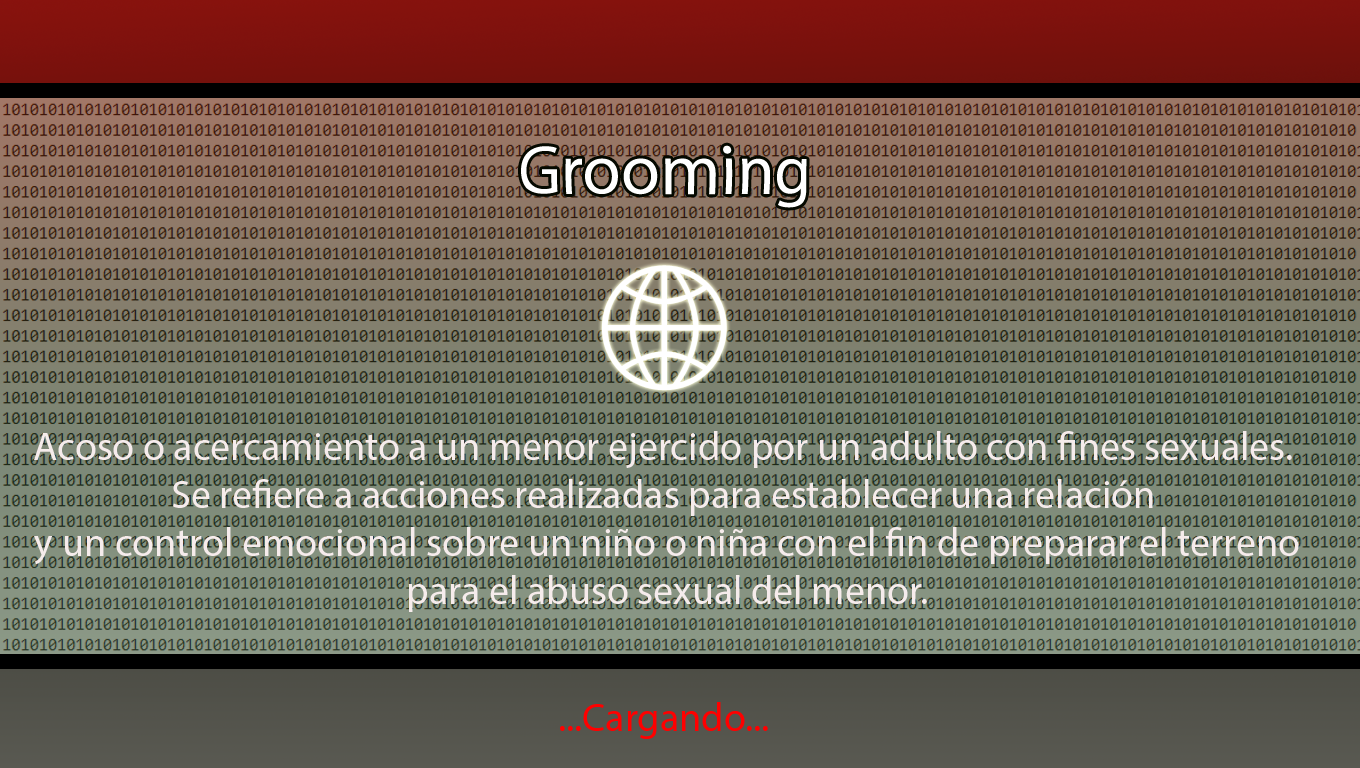 Grooming
Acoso o acercamiento a un menor ejercido por un adulto con fines sexuales.
Se refiere a acciones realizadas para establecer una relación
y un control emocional sobre un niño o niña con el fin de preparar el terreno
para el abuso sexual del menor.
...Cargando...